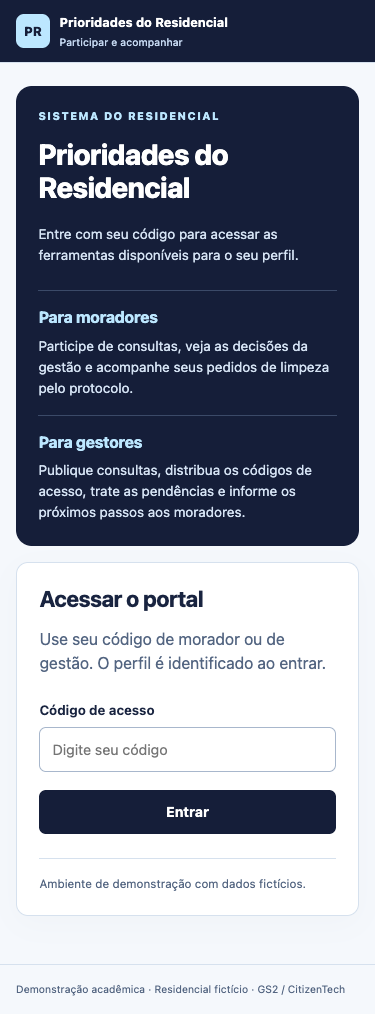 PR
Prioridades do Residencial
Participar e acompanhar
SISTEMA DO RESIDENCIAL
Prioridades do
Residencial
Entre com seu código para acessar as
ferramentas disponíveis para o seu perfil.
Para moradores
Participe de consultas, veja as decisões da
gestão e acompanhe seus pedidos de limpeza
pelo protocolo.
Para gestores
Publique consultas, distribua os códigos de
acesso, trate as pendências e informe os
próximos passos aos moradores.
Acessar o portal
Use seu código de morador ou de
gestão. O perfil é identificado ao entrar.
Código de acesso
Digite seu código
Entrar
Ambiente de demonstração com dados fictícios.
Demonstração acadêmica · Residencial fictício · GS2 / CitizenTech